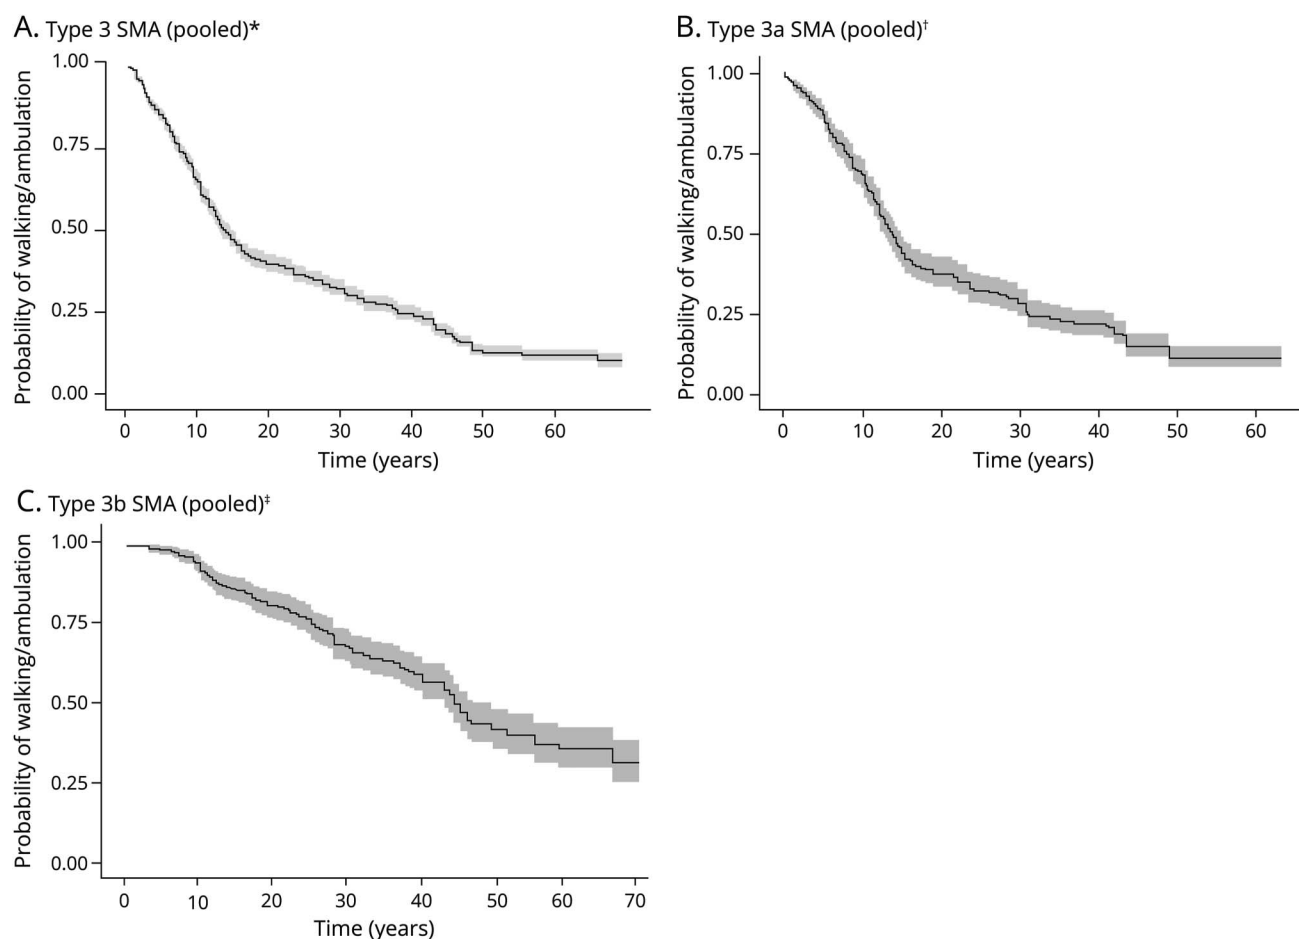 A. Type 3 SMA (pooled)*
Probability of walking/ambulation
1.00
0.75
0.50
0.25
0.00
0 10 20 30 40 50 60
Time (years)
B. Type 3a SMA (pooled)†
Probability of walking/ambulation
1.00
0.75
0.50
0.25
0.00
0 10 20 30 40 50 60
Time (years)
C. Type 3b SMA (pooled)‡
Probability of walking/ambulation
1.00
0.75
0.50
0.25
0.00
0 10 20 30 40 50 60 70
Time (years)